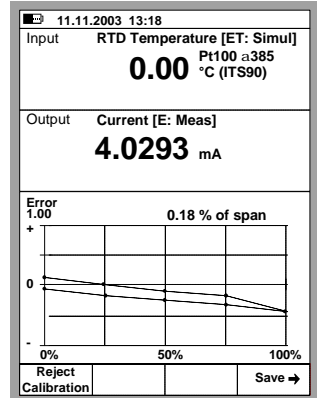 11.11.2003 13:18
Input RTD Temperature [ET: Simul]
0.00 Pt100 a385
°C (ITS90)
Output Current [E: Meas]
4.0293 mA
Error
1.00 0.18 % of span
+
0
-
0% 50% 100%
Reject
Calibration
Save →